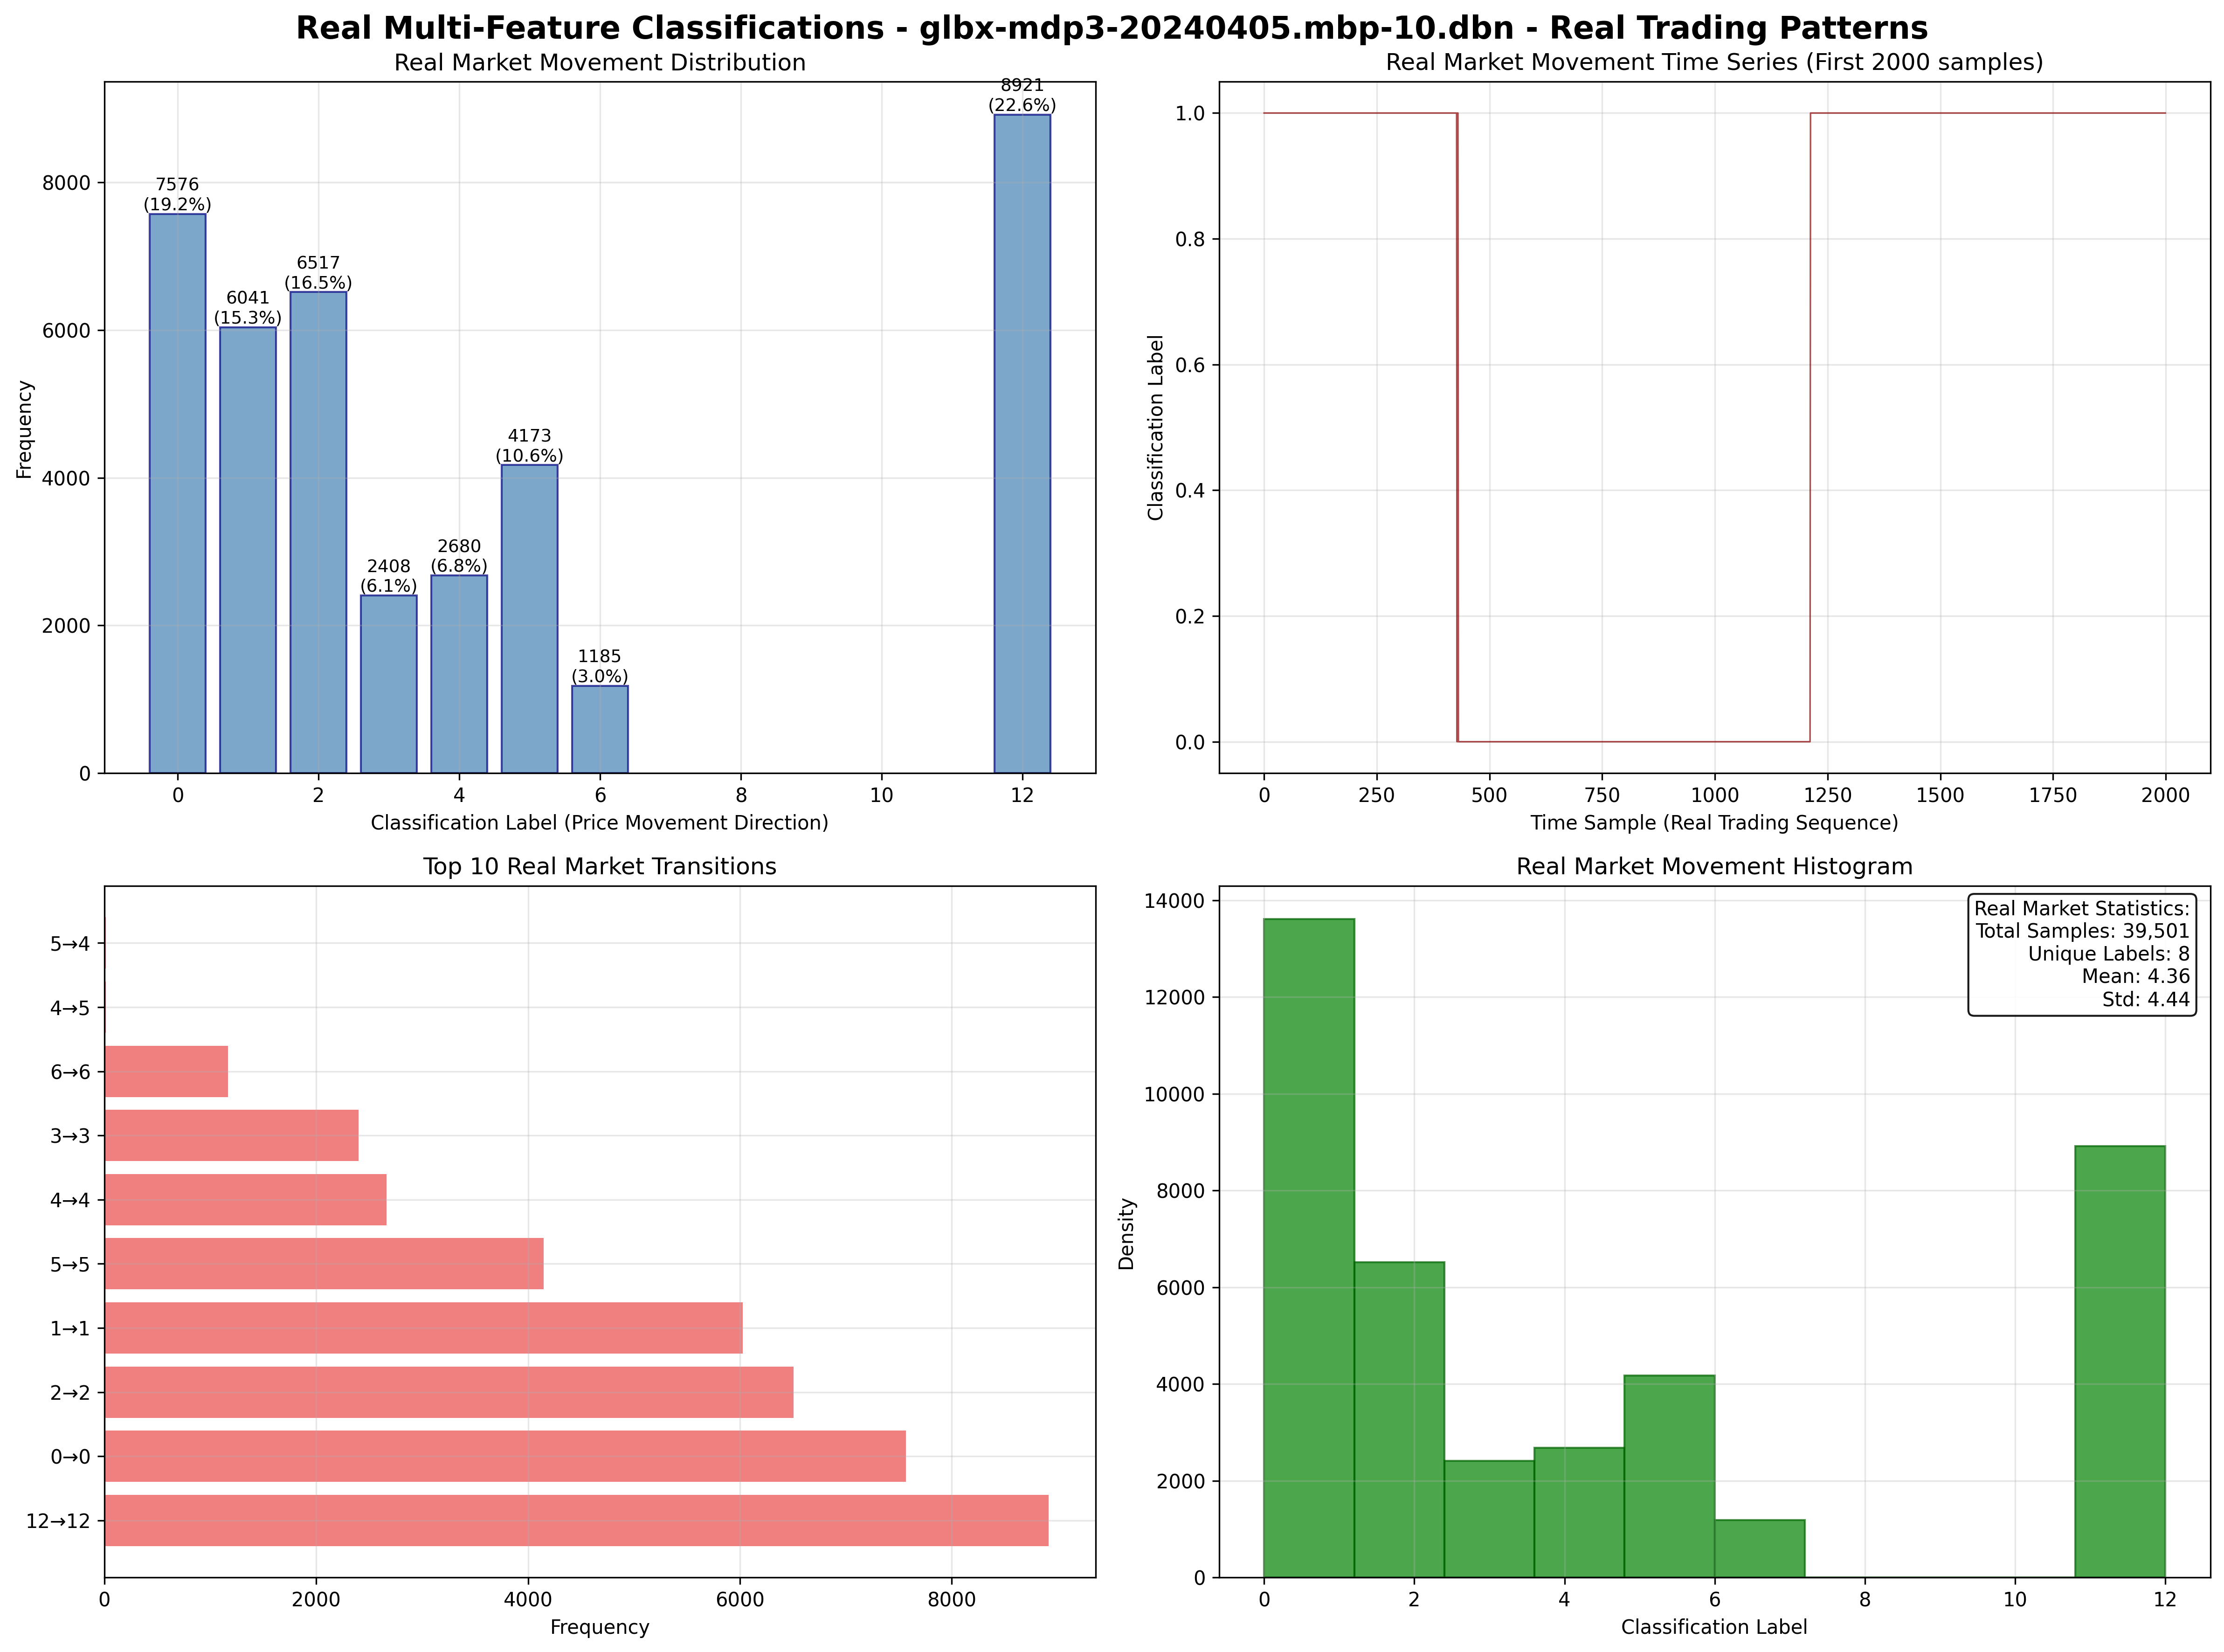 Real Multi-Feature Classifications - glbx-mdp3-20240405.mbp-10.dbn - Real Trading Patterns
Real Market Movement Distribution
8921
(22.6%)
8000
7576
(19.2%)
6517
(16.5%)
6041
(15.3%)
6000
Frequency
4173
(10.6%)
4000
2680
(6.8%)
2408
(6.1%)
2000
1185
(3.0%)
0
0 2 4 6 8 10 12
Classification Label (Price Movement Direction)
Real Market Movement Time Series (First 2000 samples)
1.0
0.8
0.6
Classification Label
0.4
0.2
0.0
0 250 500 750 1000 1250 1500 1750 2000
Time Sample (Real Trading Sequence)
Top 10 Real Market Transitions
5→4
4→5
6→6
3→3
4→4
5→5
1→1
2→2
0→0
12→12
0 2000 4000 6000 8000
Frequency
Real Market Movement Histogram
Real Market Statistics:
Total Samples: 39,501
Unique Labels: 8
Mean: 4.36
Std: 4.44
14000
12000
10000
8000
Density
6000
4000
2000
0
0 2 4 6 8 10 12
Classification Label